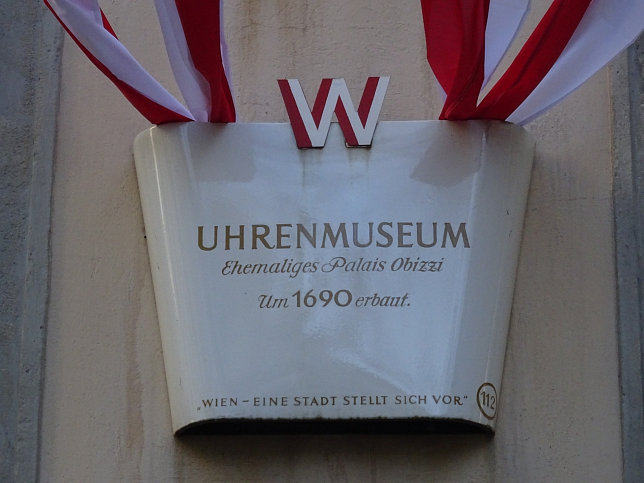 W
UHRENMUSEUM
Ehemaliges Palais Obizzi
Um 1690 erbaut.
„WIEN – EINE STADT STELLT SICH VOR“ 112